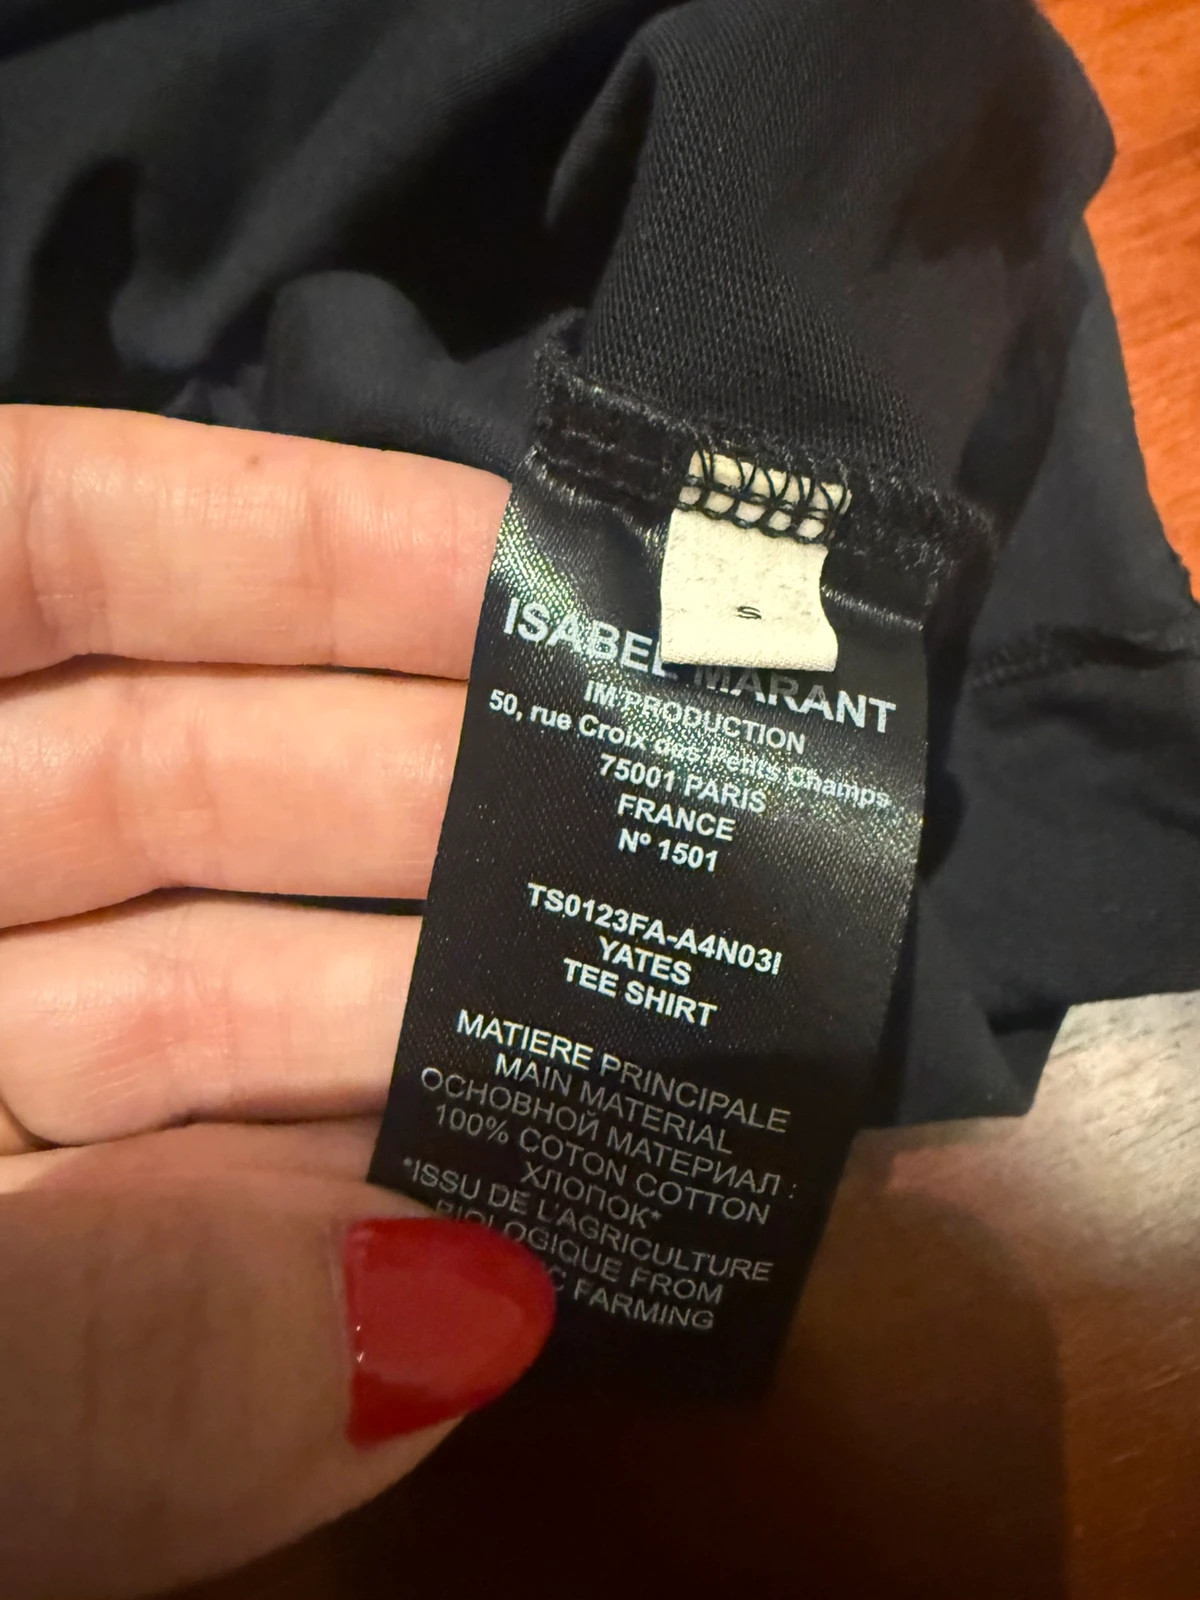 S
ISABEL MARANT
IM PRODUCTION
50, rue Croix des Petits Champs
75001 PARIS
FRANCE
Nº 1501
TS0123FA-A4N03I
YATES
TEE SHIRT
MATIERE PRINCIPALE
MAIN MATERIAL
ОСНОВНОЙ МАТЕРИАЛ :
100% COTON COTTON
ХЛОПОК*
*ISSU DE L'AGRICULTURE
BIOLOGIQUE FROM
FARMING